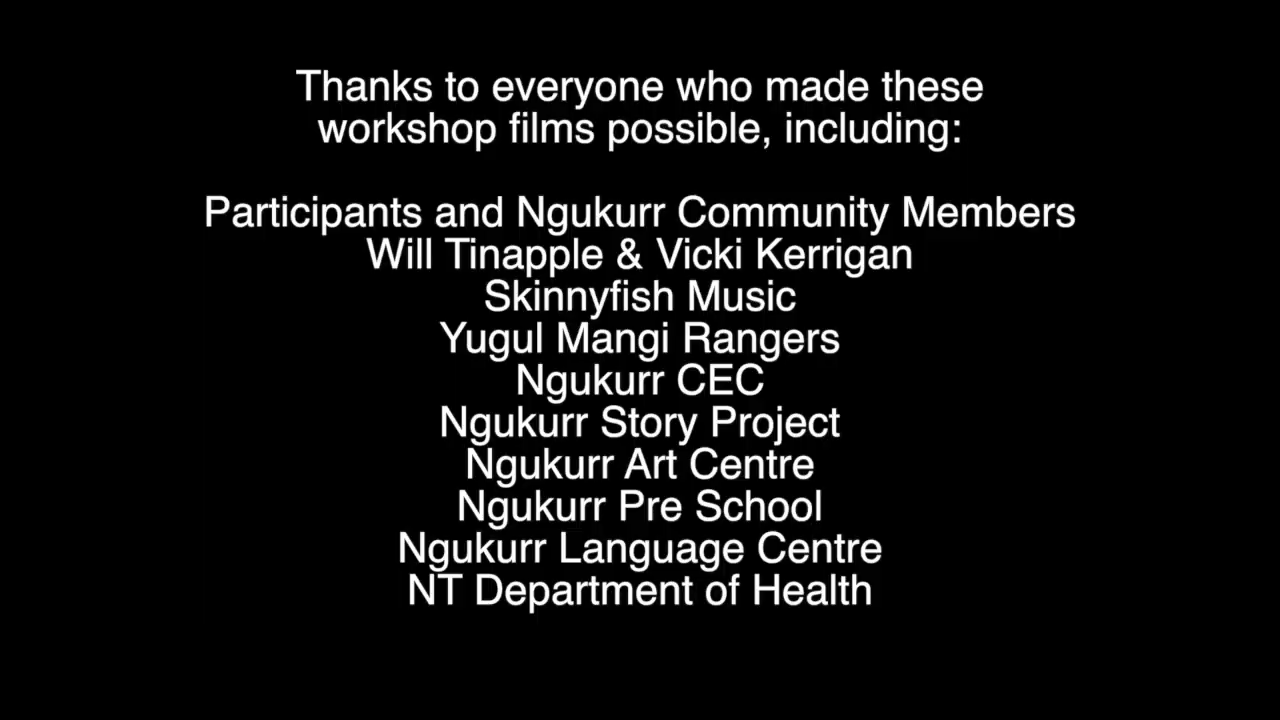 Thanks to everyone who made these
workshop films possible, including:
Participants and Ngukurr Community Members
Will Tinapple & Vicki Kerrigan
Skinnyfish Music
Yugul Mangi Rangers
Ngukurr CEC
Ngukurr Story Project
Ngukurr Art Centre
Ngukurr Pre School
Ngukurr Language Centre
NT Department of Health